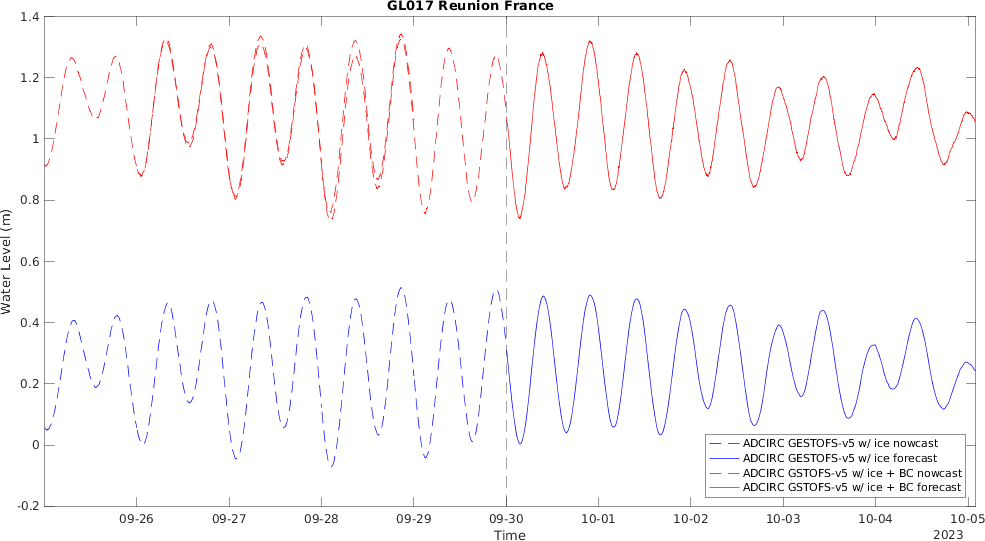 GL017 Reunion France
Water Level (m)
1.4
1.2
1
0.8
0.6
0.4
0.2
0
-0.2
ADCIRC GESTOFS-v5 w/ ice nowcast
ADCIRC GESTOFS-v5 w/ ice forecast
ADCIRC GSTOFS-v5 w/ ice + BC nowcast
ADCIRC GSTOFS-v5 w/ ice + BC forecast
09-26 09-27 09-28 09-29 09-30 10-01 10-02 10-03 10-04 10-05
Time
2023